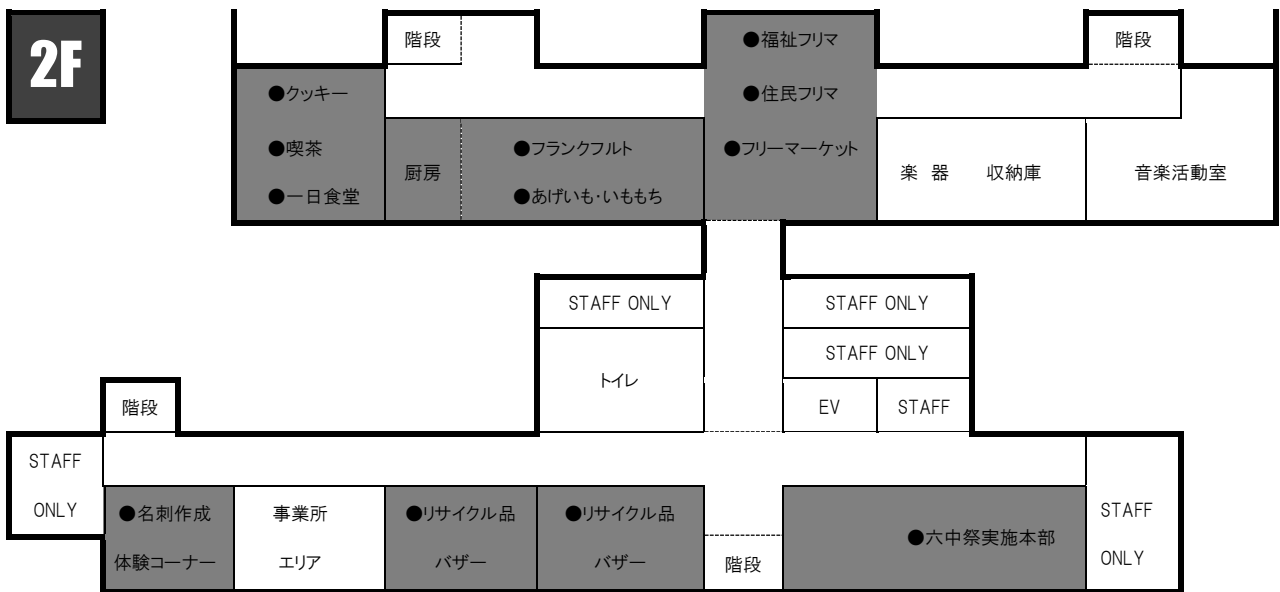 2F
階段
●福祉フリマ
階段
●クッキー
●住民フリマ
●喫茶
厨房
●フランクフルト
●フリーマーケット
楽器 収納庫
音楽活動室
●一日食堂
●あげいも・いももち
STAFF ONLY
STAFF ONLY
STAFF ONLY
トイレ
階段
EV
STAFF
STAFF
ONLY
●名刺作成
体験コーナー
事業所
エリア
●リサイクル品
バザー
●リサイクル品
バザー
階段
●六中祭実施本部
STAFF
ONLY